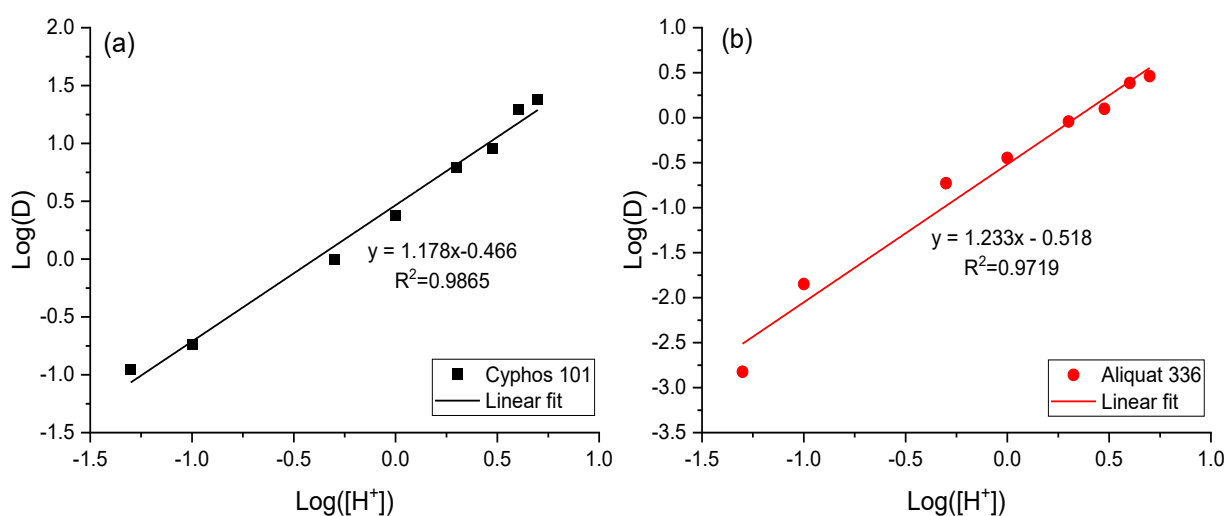 (a)
2.0
1.5
1.0
0.5
0.0
-0.5
-1.0
-1.5
Log(D)
y = 1.178x-0.466
R²=0.9865
Cyphos 101
Linear fit
-1.5 -1.0 -0.5 0.0 0.5 1.0
Log([H⁺])
(b)
1.0
0.5
0.0
-0.5
-1.0
-1.5
-2.0
-2.5
-3.0
-3.5
Log(D)
y = 1.233x - 0.518
R²=0.9719
Aliquat 336
Linear fit
-1.5 -1.0 -0.5 0.0 0.5 1.0
Log([H⁺])